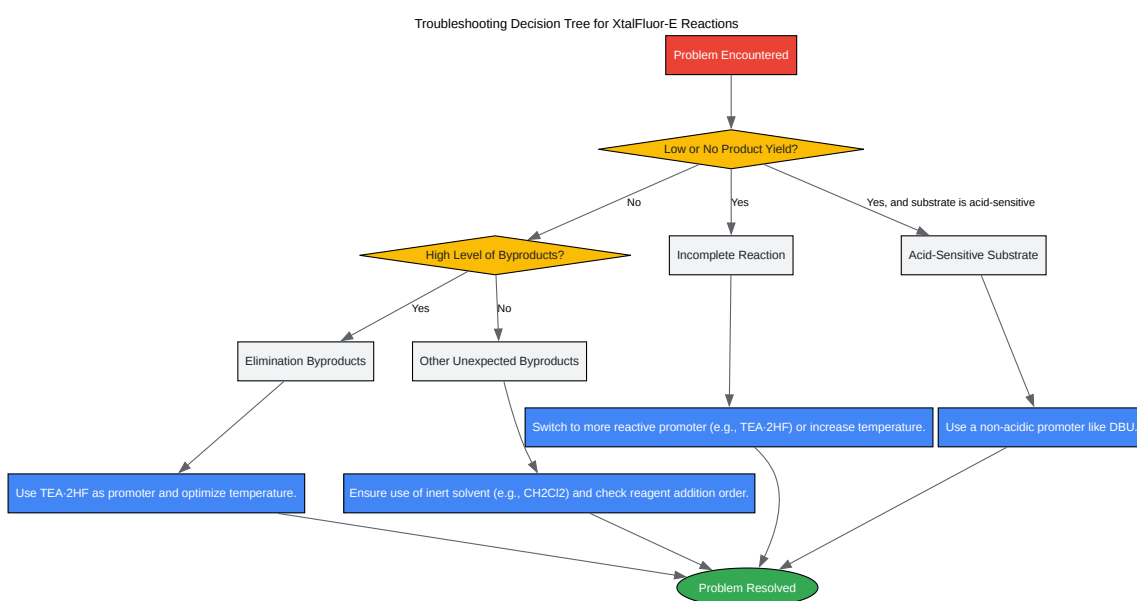 Troubleshooting Decision Tree for XtalFluor-E Reactions
Problem Encountered
Low or No Product Yield?
No
Yes
Yes, and substrate is acid-sensitive
High Level of Byproducts?
Incomplete Reaction
Acid-Sensitive Substrate
Yes
No
Elimination Byproducts
Other Unexpected Byproducts
Switch to more reactive promoter (e.g., TEA·2HF) or increase temperature.
Use a non-acidic promoter like DBU.
Use TEA·2HF as promoter and optimize temperature.
Ensure use of inert solvent (e.g., CH2Cl2) and check reagent addition order.
Problem Resolved